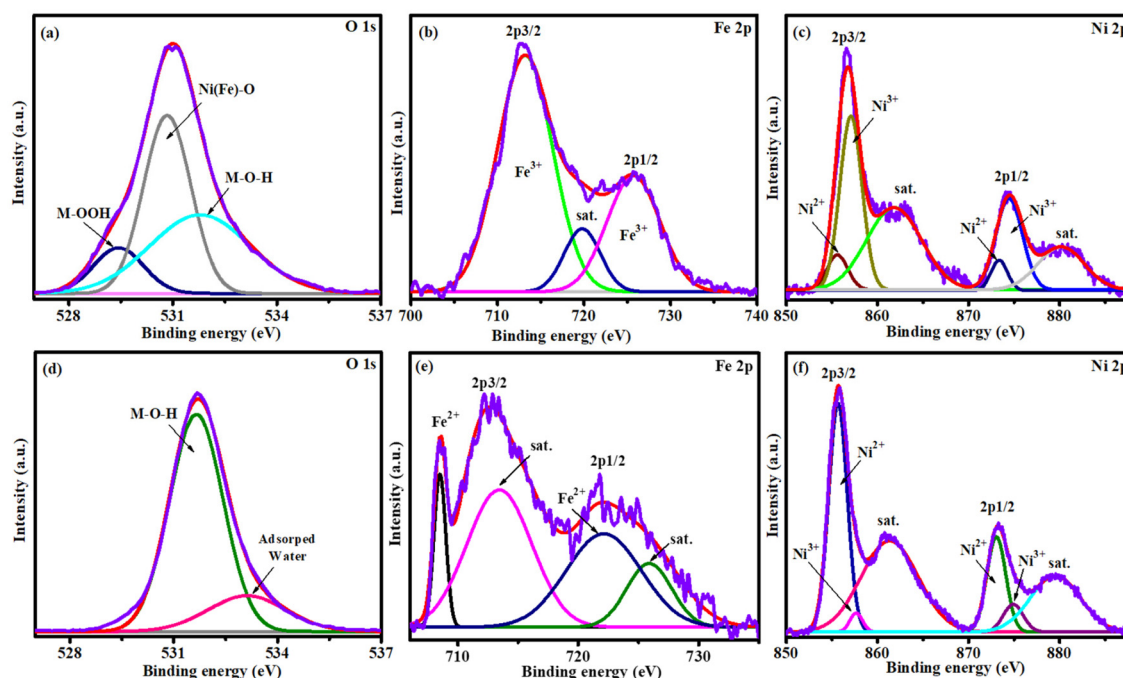 (a)
O 1s
Ni(Fe)-O
M-O-H
M-OOH
Intensity (a.u.)
528 531 534 537
Binding energy (eV)
(b)
Fe 2p
2p3/2
2p1/2
Fe3+
sat.
Fe3+
Intensity (a.u.)
700 710 720 730 740
Binding energy (eV)
(c)
Ni 2p
2p3/2
Ni3+
2p1/2
Ni2+
sat.
Ni2+
Ni3+
sat.
Intensity (a.u.)
850 860 870 880
Binding energy (eV)
(d)
O 1s
M-O-H
Adsorped
Water
Intensity (a.u.)
528 531 534 537
Binding energy (eV)
(e)
Fe 2p
2p3/2
Fe2+
sat.
2p1/2
Fe2+
sat.
Intensity (a.u.)
710 720 730
Binding energy (eV)
(f)
Ni 2p
2p3/2
Ni2+
sat.
2p1/2
Ni3+
Ni2+
Ni3+
sat.
Intensity (a.u.)
850 860 870 880
Binding energy (eV)